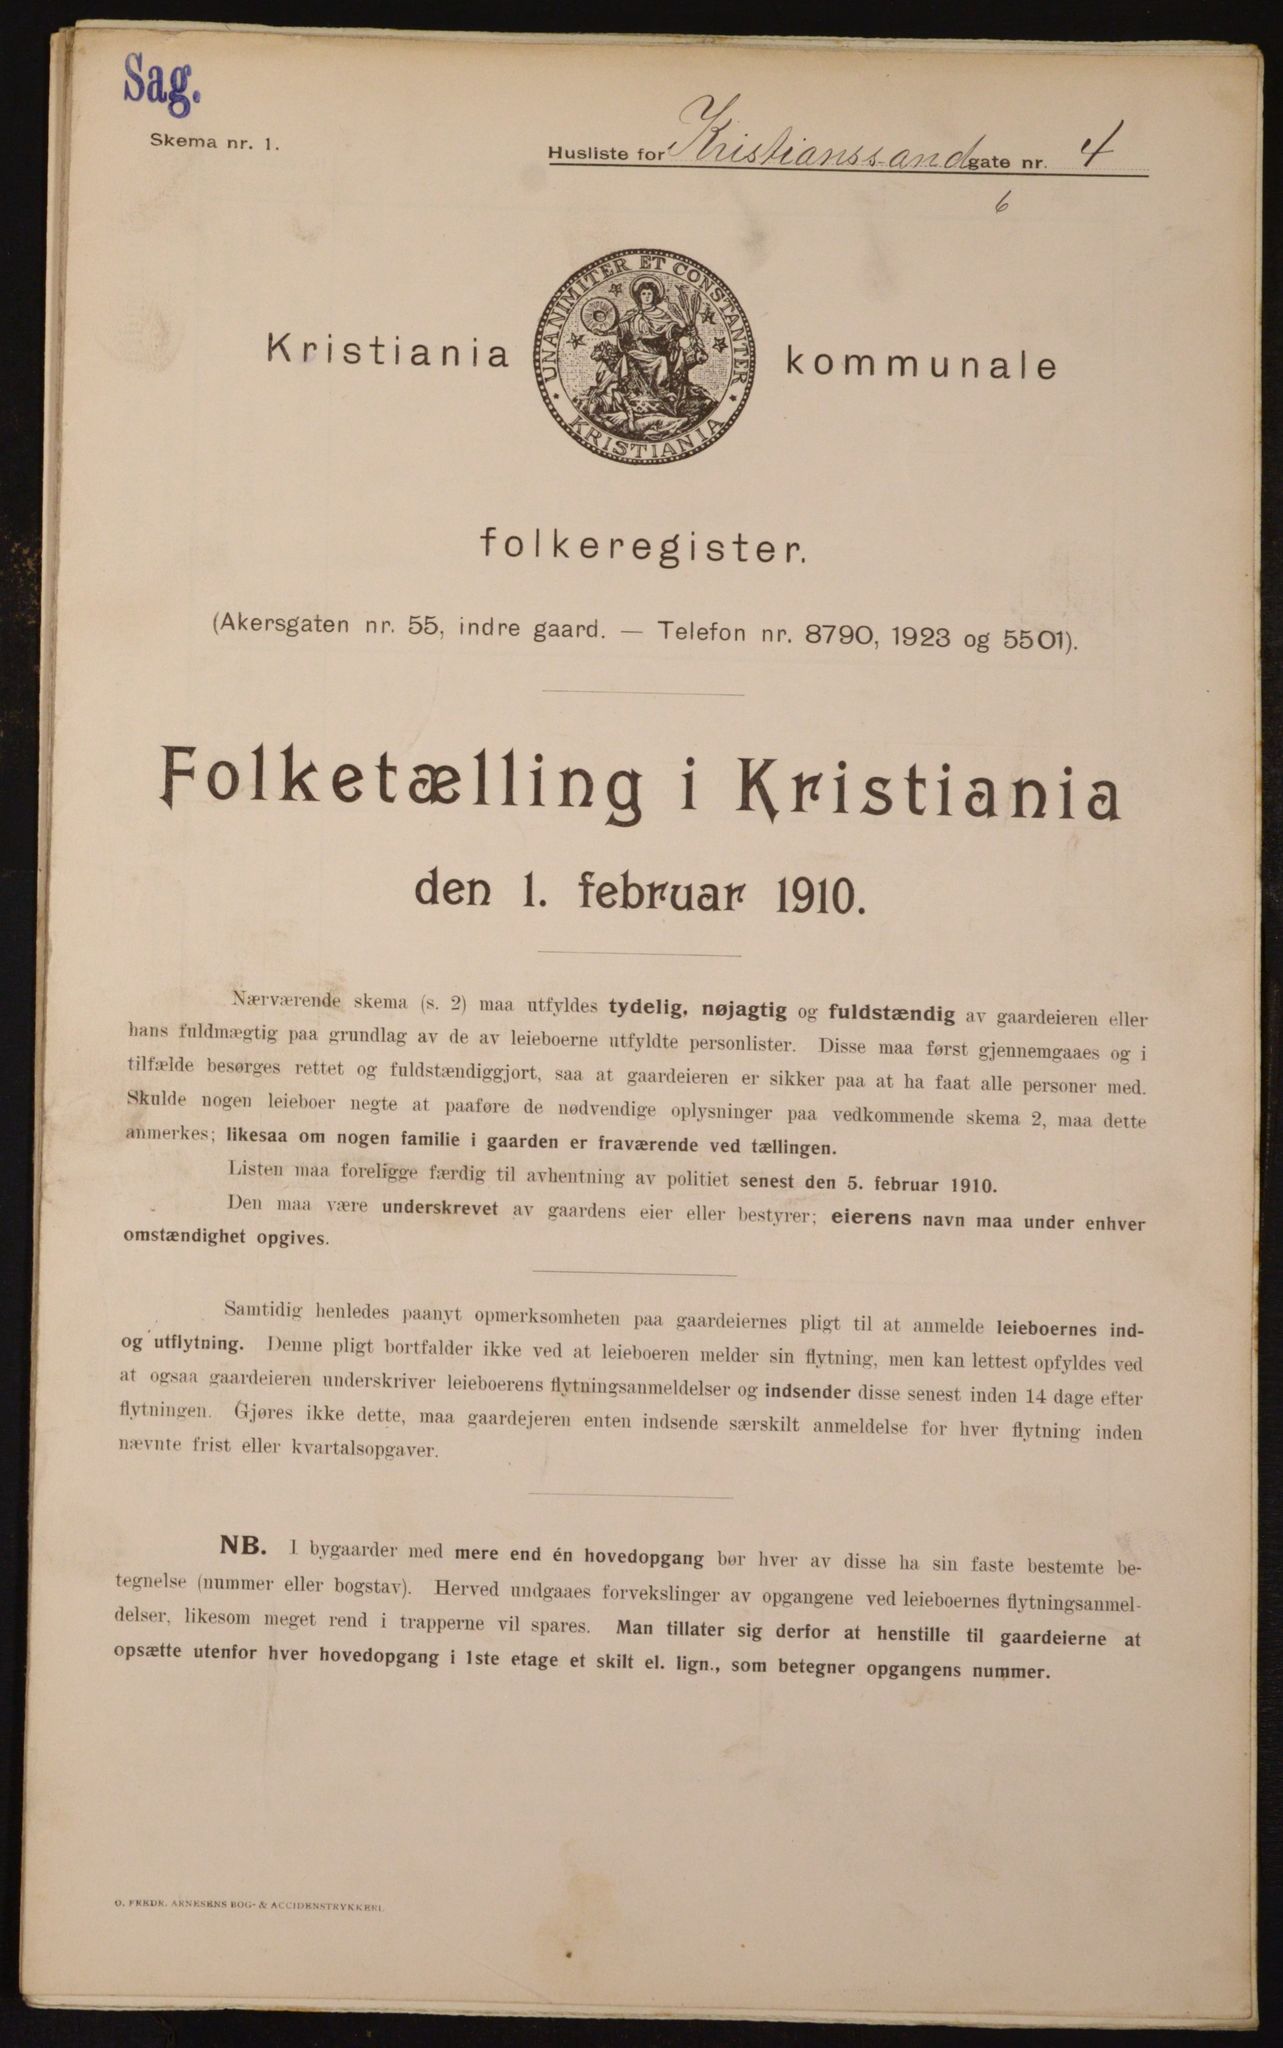 Sag.
Skema nr. 1.
Husliste for Kristianssand gate nr. 4
6
UNANIMITER ET CONSTANTER
KRISTIANIA
Kristiania kommunale
folkeregister.
(Akersgaten nr. 55, indre gaard. — Telefon nr. 8790, 1923 og 5501).
Folketælling i Kristiania
den 1. februar 1910.
Nærværende skema (s. 2) maa utfyldes tydelig, nøjagtig og fuldstændig av gaardeieren eller
hans fuldmægtig paa grundlag av de av leieboerne utfyldte personlister. Disse maa først gjennemgaaes og i
tilfælde besørges rettet og fuldstændiggjort, saa at gaardeieren er sikker paa at ha faat alle personer med.
Skulde nogen leieboer negte at paaføre de nødvendige oplysninger paa vedkommende skema 2, maa dette
anmerkes; likesaa om nogen familie i gaarden er fraværende ved tællingen.
Listen maa foreligge færdig til avhentning av politiet senest den 5. februar 1910.
Den maa være underskrevet av gaardens eier eller bestyrer; eierens navn maa under enhver
omstændighet opgives.
Samtidig henledes paanyt opmerksomheten paa gaardeiernes pligt til at anmelde leieboernes ind-
og utflytning. Denne pligt bortfalder ikke ved at leieboeren melder sin flytning, men kan lettest opfyldes ved
at ogsaa gaardeieren underskriver leieboerens flytningsanmeldelser og indsender disse senest inden 14 dage efter
flytningen. Gjøres ikke dette, maa gaardejeren enten indsende særskilt anmeldelse for hver flytning inden
nævnte frist eller kvartalsopgaver.
NB. I bygaarder med mere end én hovedopgang bør hver av disse ha sin faste bestemte be-
tegnelse (nummer eller bogstav). Herved undgaaes forvekslinger av opgangene ved leieboernes flytningsanmel-
delser, likesom meget rend i trapperne vil spares. Man tillater sig derfor at henstille til gaardeierne at
opsætte utenfor hver hovedopgang i 1ste etage et skilt el. lign., som betegner opgangens nummer.
O. FREDR. ARNESENS BOG- & ACCIDENSTRYKKERI.